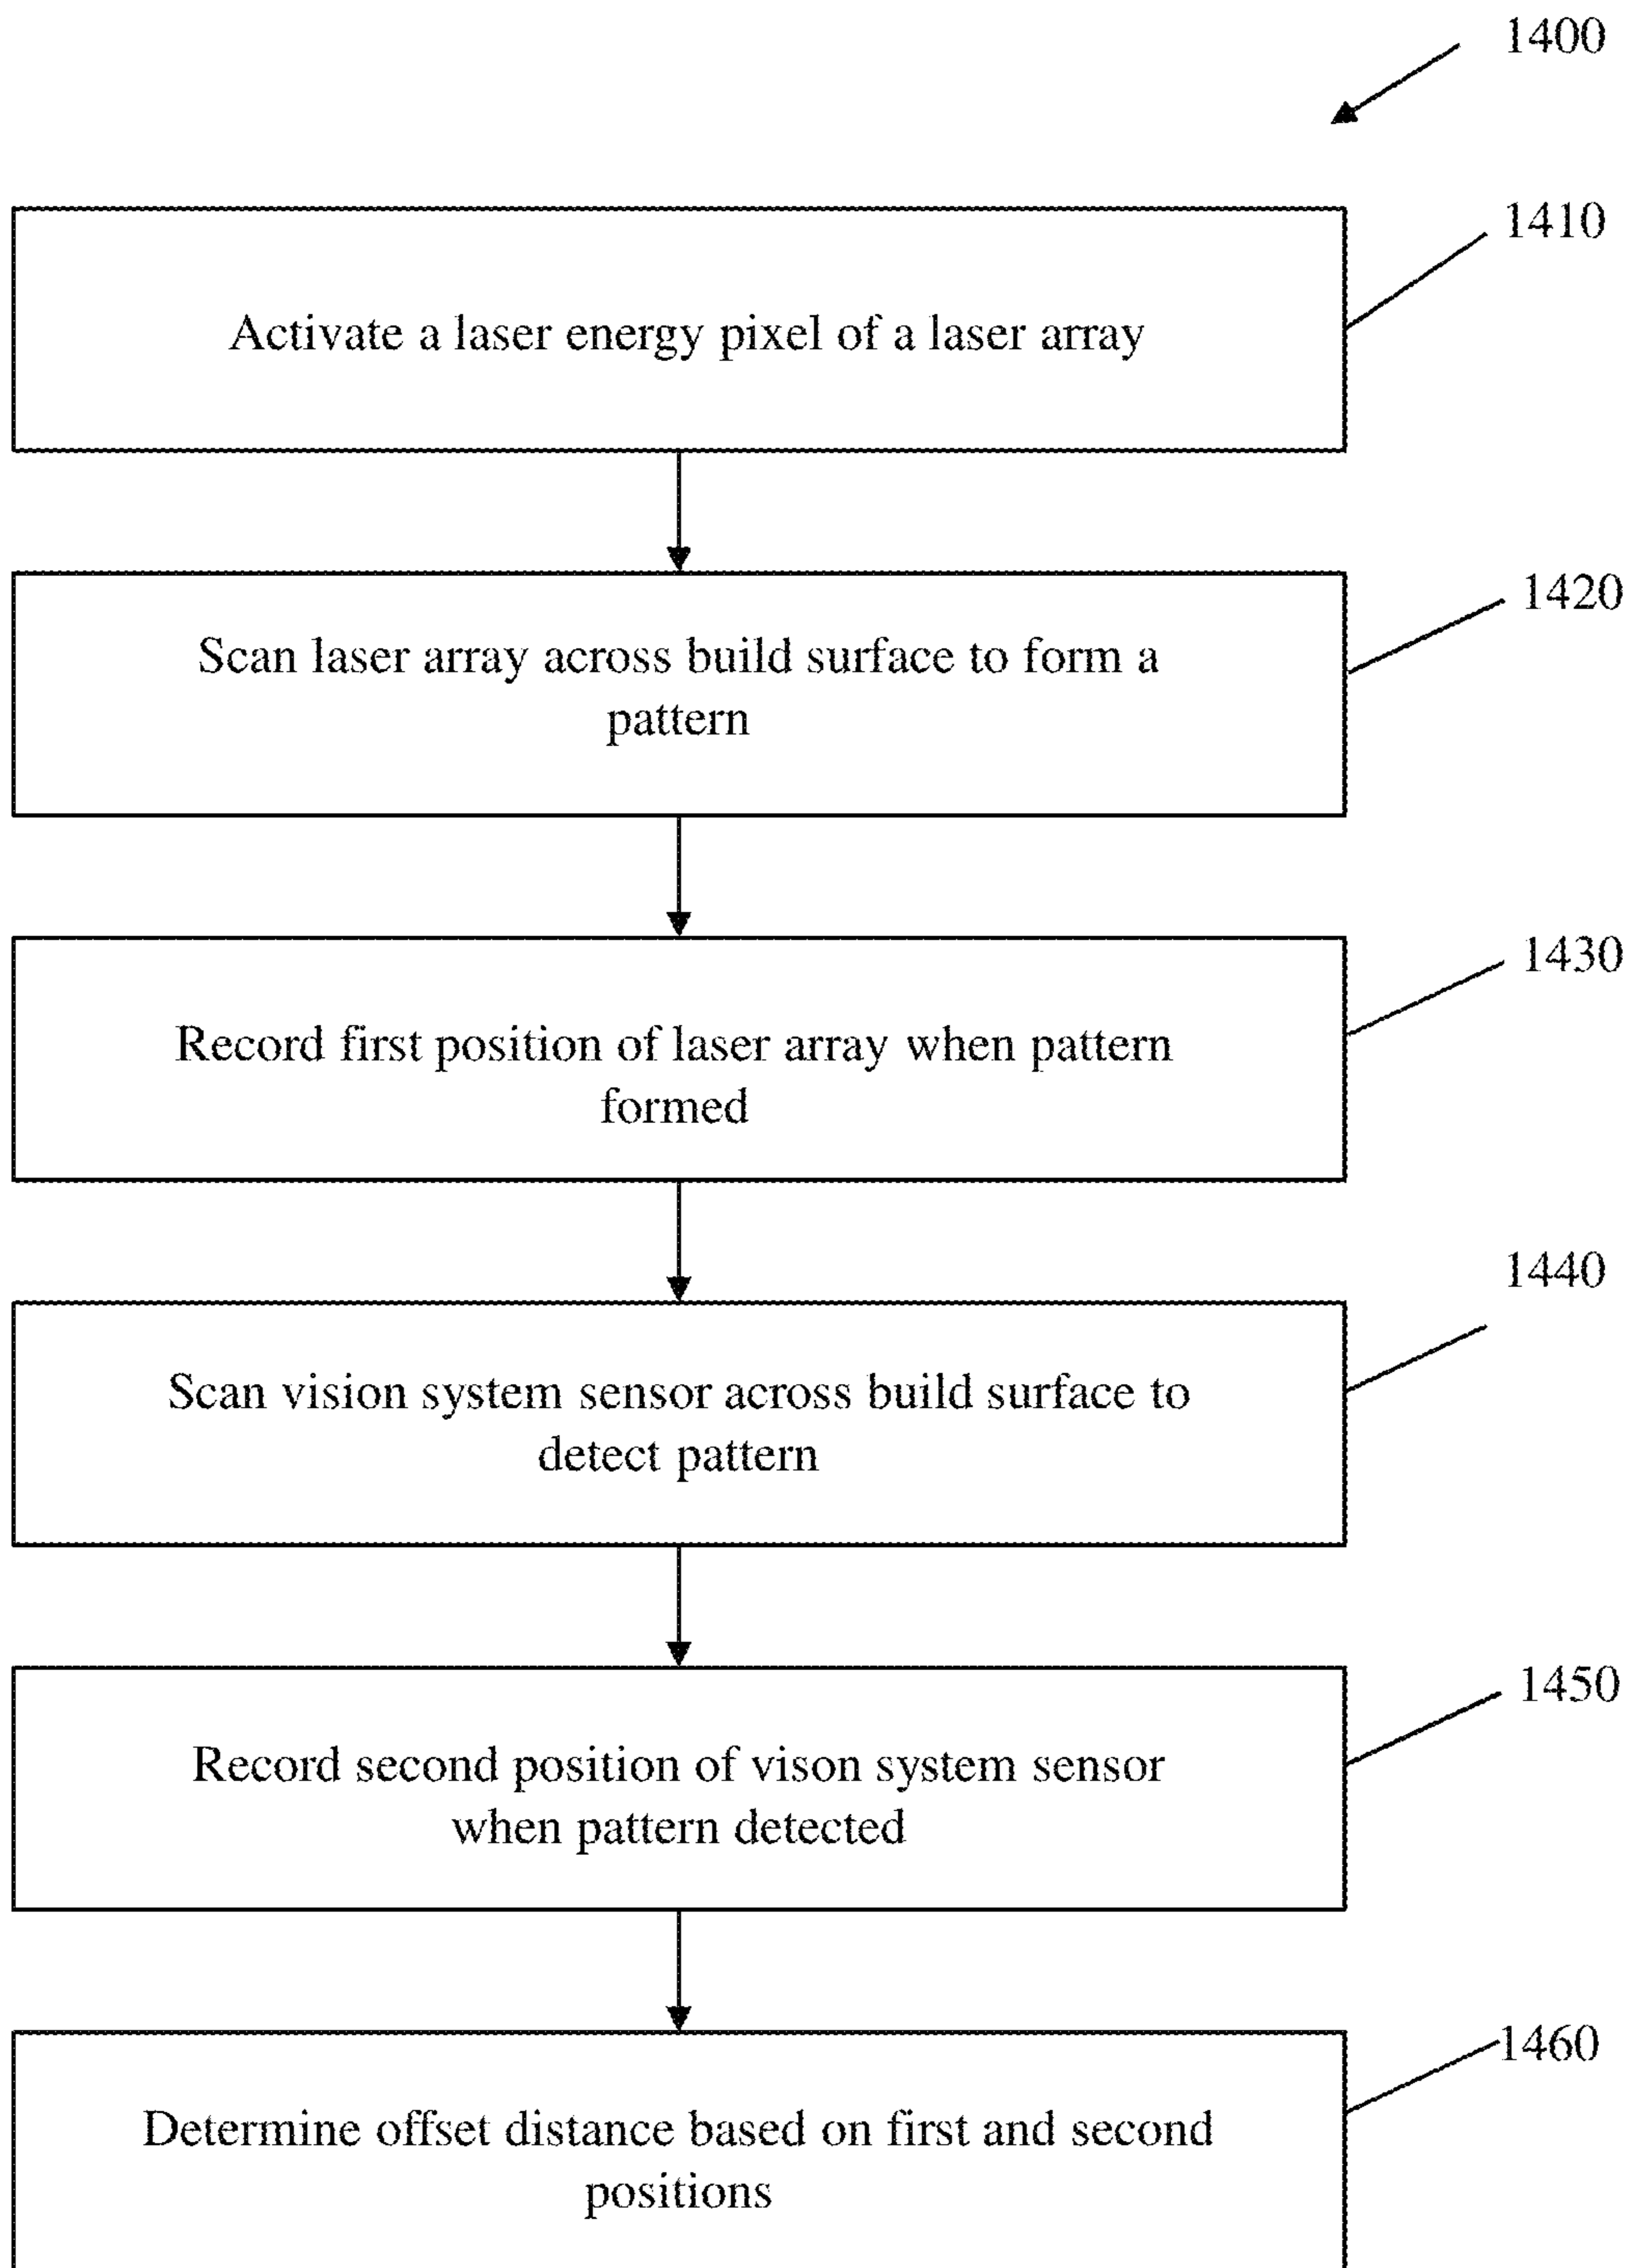 1400
1410
Activate a laser energy pixel of a laser array
1420
Scan laser array across build surface to form a
pattern
1430
Record first position of laser array when pattern
formed
1440
Scan vision system sensor across build surface to
detect pattern
1450
Record second position of vison system sensor
when pattern detected
1460
Determine offset distance based on first and second
positions